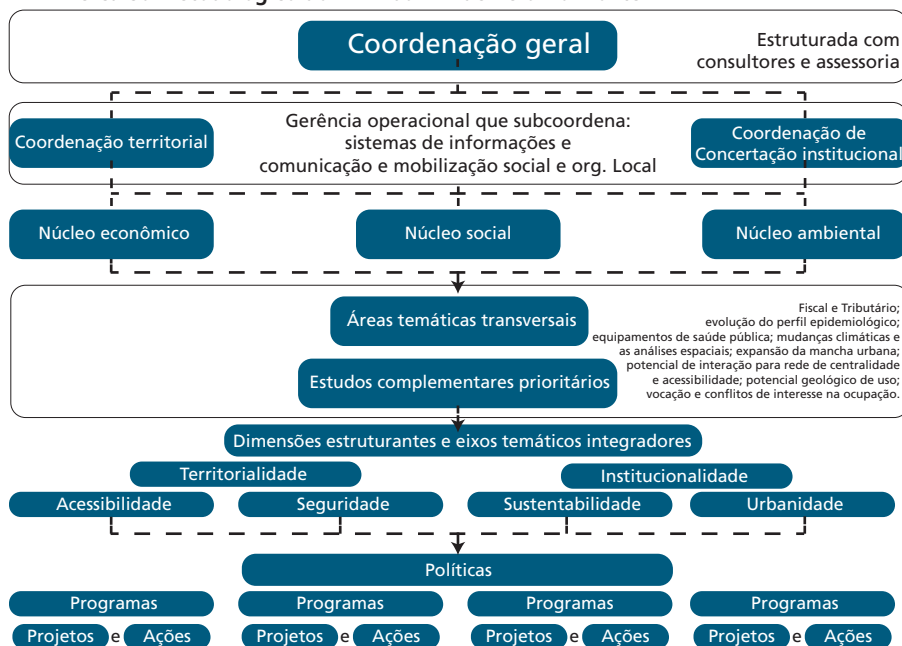 Coordenação geral
Estruturada com
consultores e assessoria
Coordenação territorial
Gerência operacional que subcoordena:
sistemas de informações e
comunicação e mobilização social e org. Local
Coordenação de
Concertação institucional
Núcleo econômico
Núcleo social
Núcleo ambiental
Áreas temáticas transversais
Estudos complementares prioritários
Fiscal e Tributário;
evolução do perfil epidemiológico;
equipamentos de saúde pública; mudanças climáticas e
as análises espaciais; expansão da mancha urbana;
potencial de interação para rede de centralidade
e acessibilidade; potencial geológico de uso;
vocação e conflitos de interesse na ocupação.
Dimensões estruturantes e eixos temáticos integradores
Territorialidade
Institucionalidade
Acessibilidade
Seguridade
Sustentabilidade
Urbanidade
Políticas
Programas
Programas
Programas
Programas
Projetos e Ações
Projetos e Ações
Projetos e Ações
Projetos e Ações